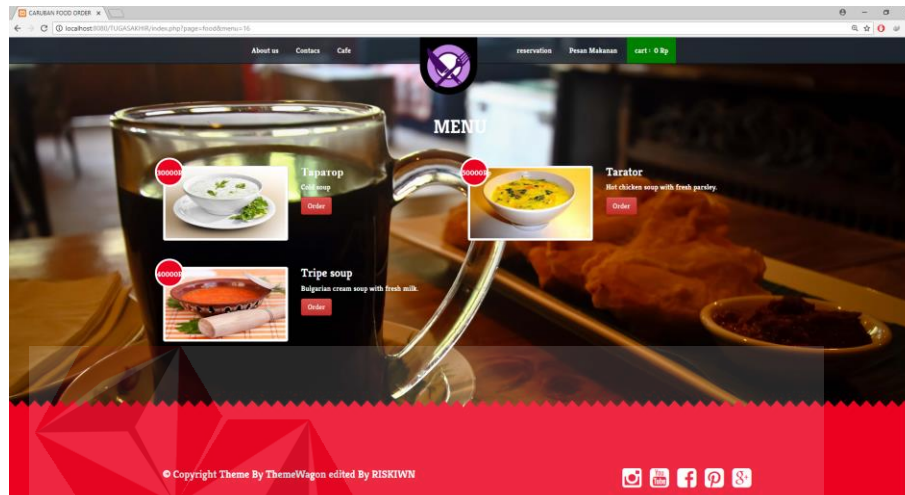 CARUBAN FOOD ORDER
localhost:8080/TUGASAKHIR/index.php?page=food&menu=16
About us Contacs Cafe reservation Pesan Makanan cart : 0 Rp
MENU
Таратор
Cold soup
Order
Tarator
Hot chicken soup with fresh parsley.
Order
Tripe soup
Bulgarian cream soup with fresh milk.
Order
© Copyright Theme By ThemeWagon edited By RISKIWN